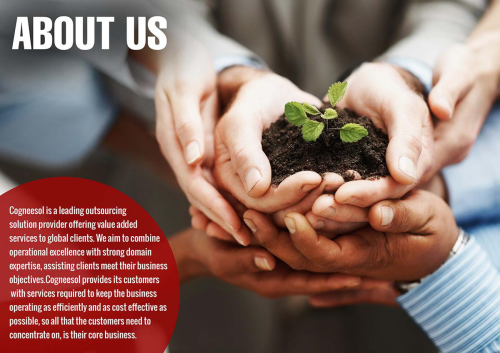 ABOUT US
Cogneesol is a leading outsourcing
solution provider offering value added
services to global clients. We aim to combine
operational excellence with strong domain
expertise, assisting clients meet their business
objectives.Cogneesol provides its customers
with services required to keep the business
operating as efficiently and as cost effective as
possible, so all that the customers need to
concentrate on, is their core business.